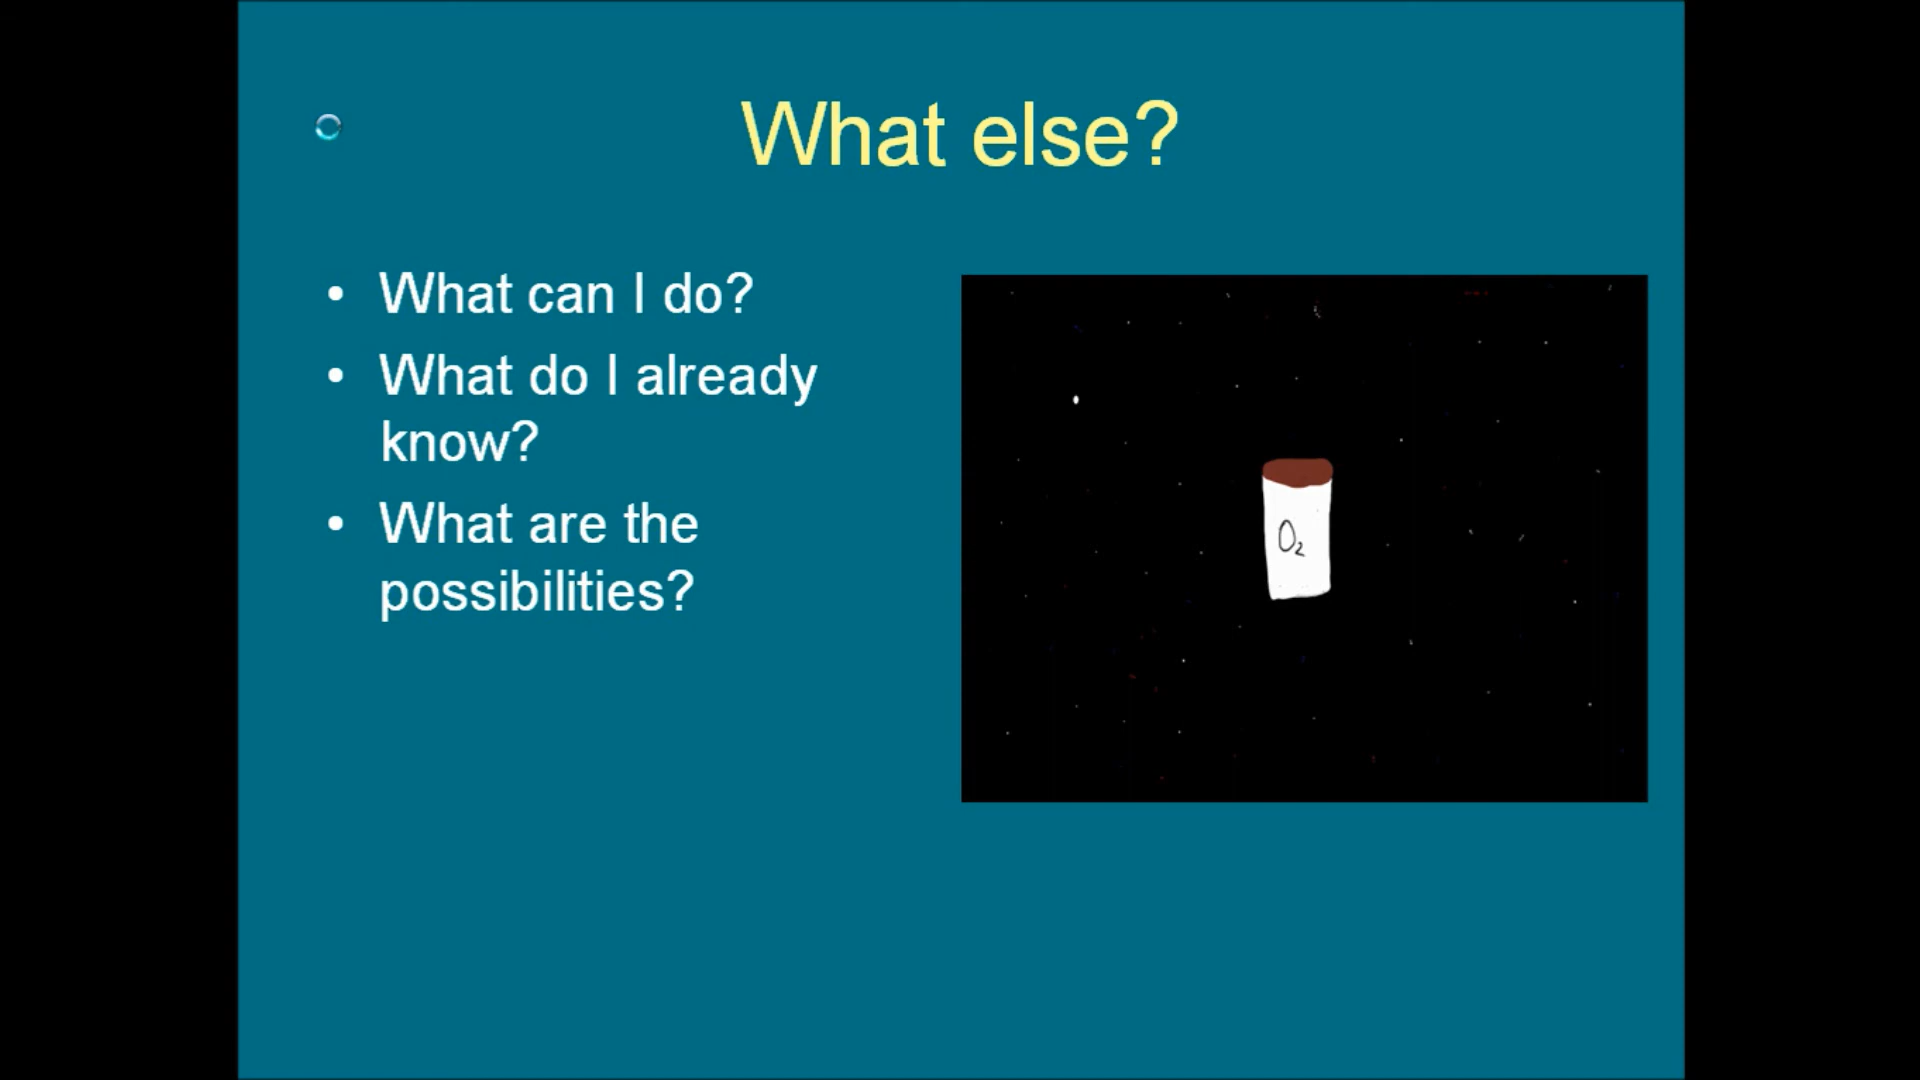 What else?
• What can I do?
• What do I already
know?
• What are the
possibilities?
O₂